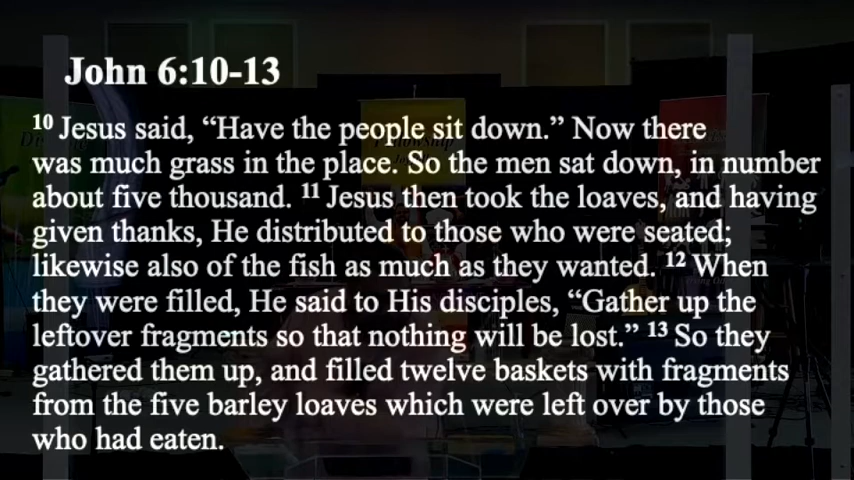 John 6:10-13
10 Jesus said, “Have the people sit down.” Now there
was much grass in the place. So the men sat down, in number
about five thousand. 11 Jesus then took the loaves, and having
given thanks, He distributed to those who were seated;
likewise also of the fish as much as they wanted. 12 When
they were filled, He said to His disciples, “Gather up the
leftover fragments so that nothing will be lost.” 13 So they
gathered them up, and filled twelve baskets with fragments
from the five barley loaves which were left over by those
who had eaten.